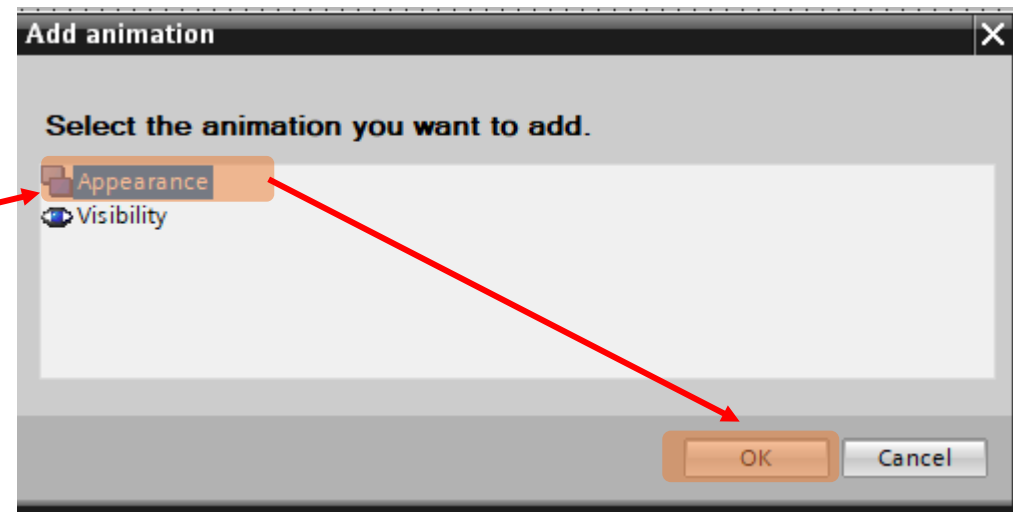 Add animation
Select the animation you want to add.
Appearance
Visibility
OK Cancel